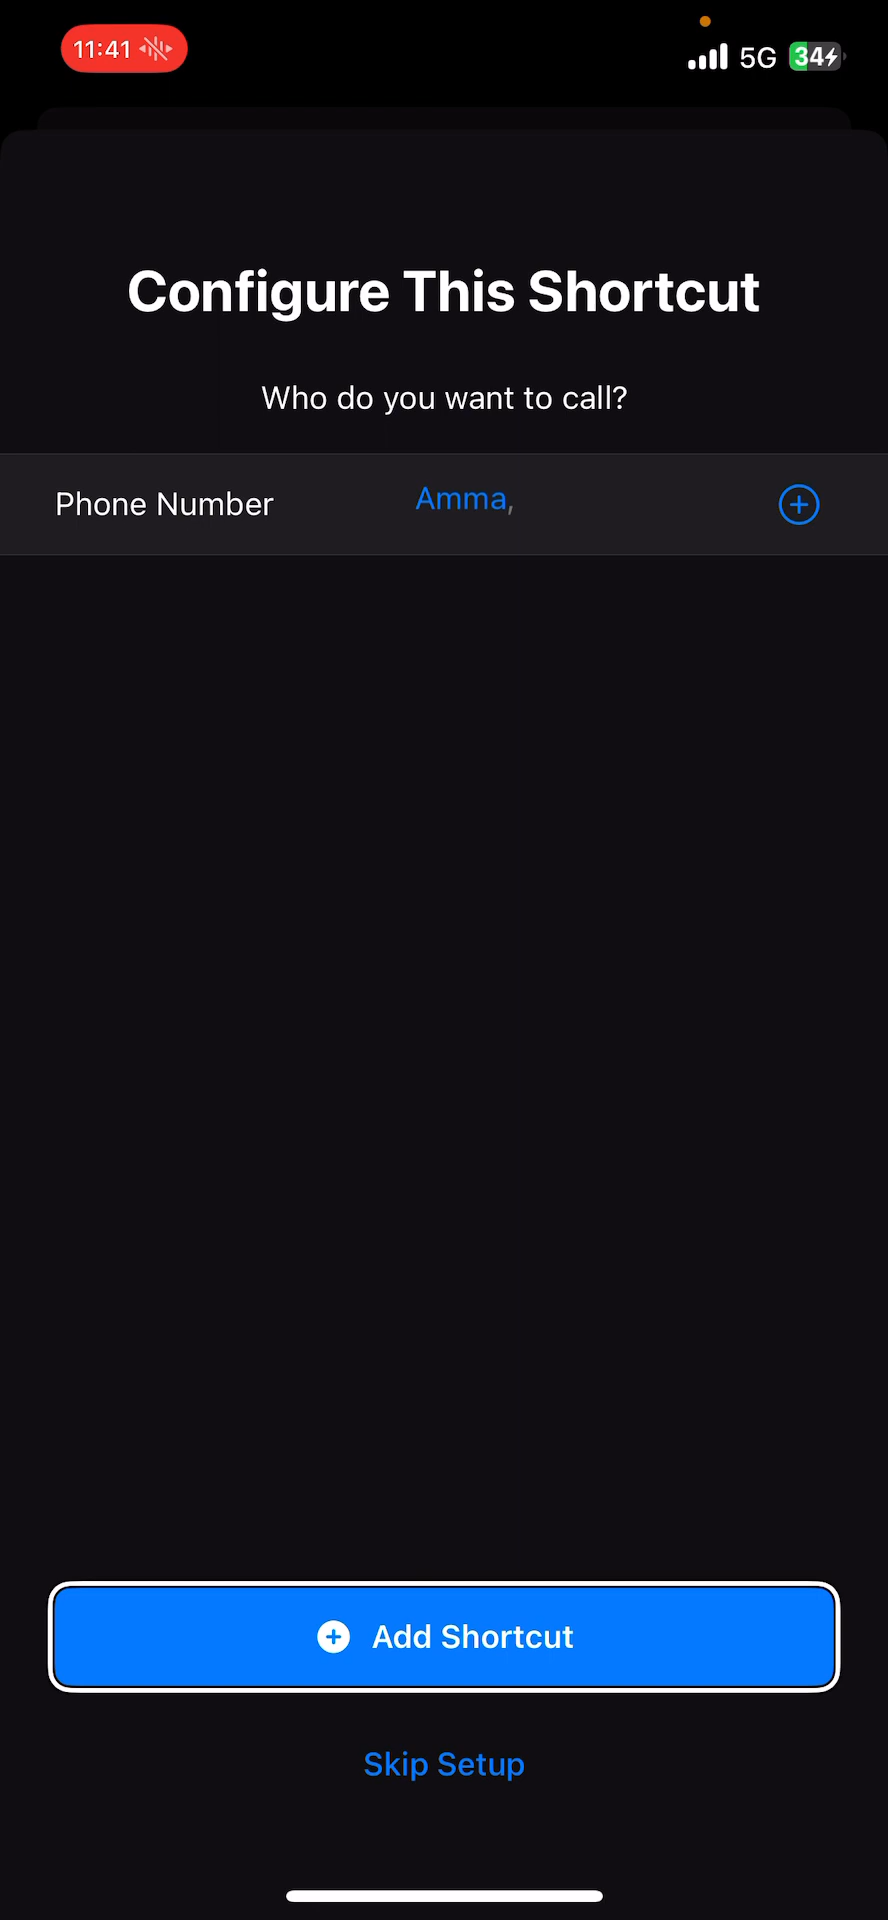 11:41
5G
34
Configure This Shortcut
Who do you want to call?
Phone Number Amma,
Add Shortcut
Skip Setup